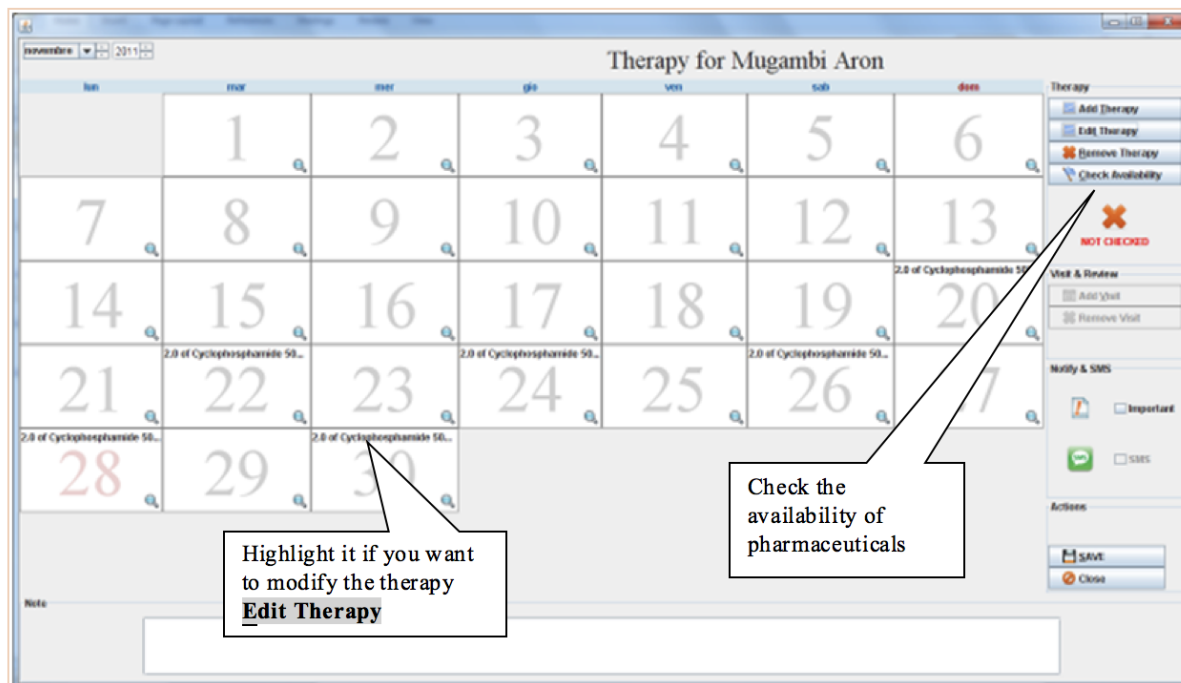 novembre 2011
Therapy for Mugambi Aron
lun mar mer gio ven sab dom
Therapy
Add Therapy
Edit Therapy
Remove Therapy
Check Availability
NOT CHECKED
1 2 3 4 5 6
7 8 9 10 11 12 13
2.0 of Cyclophosphamide 50...
14 15 16 17 18 19 20
Visit & Review
Add Visit
Remove Visit
2.0 of Cyclophosphamide 50... 2.0 of Cyclophosphamide 50... 2.0 of Cyclophosphamide 50...
21 22 23 24 25 26 7
Notify & SMS
Important
SMS
2.0 of Cyclophosphamide 50... 2.0 of Cyclophosphamide 50...
28 29 30
Check the
availability of
pharmaceuticals
Actions
SAVE
Close
Highlight it if you want
to modify the therapy
Edit Therapy
Note